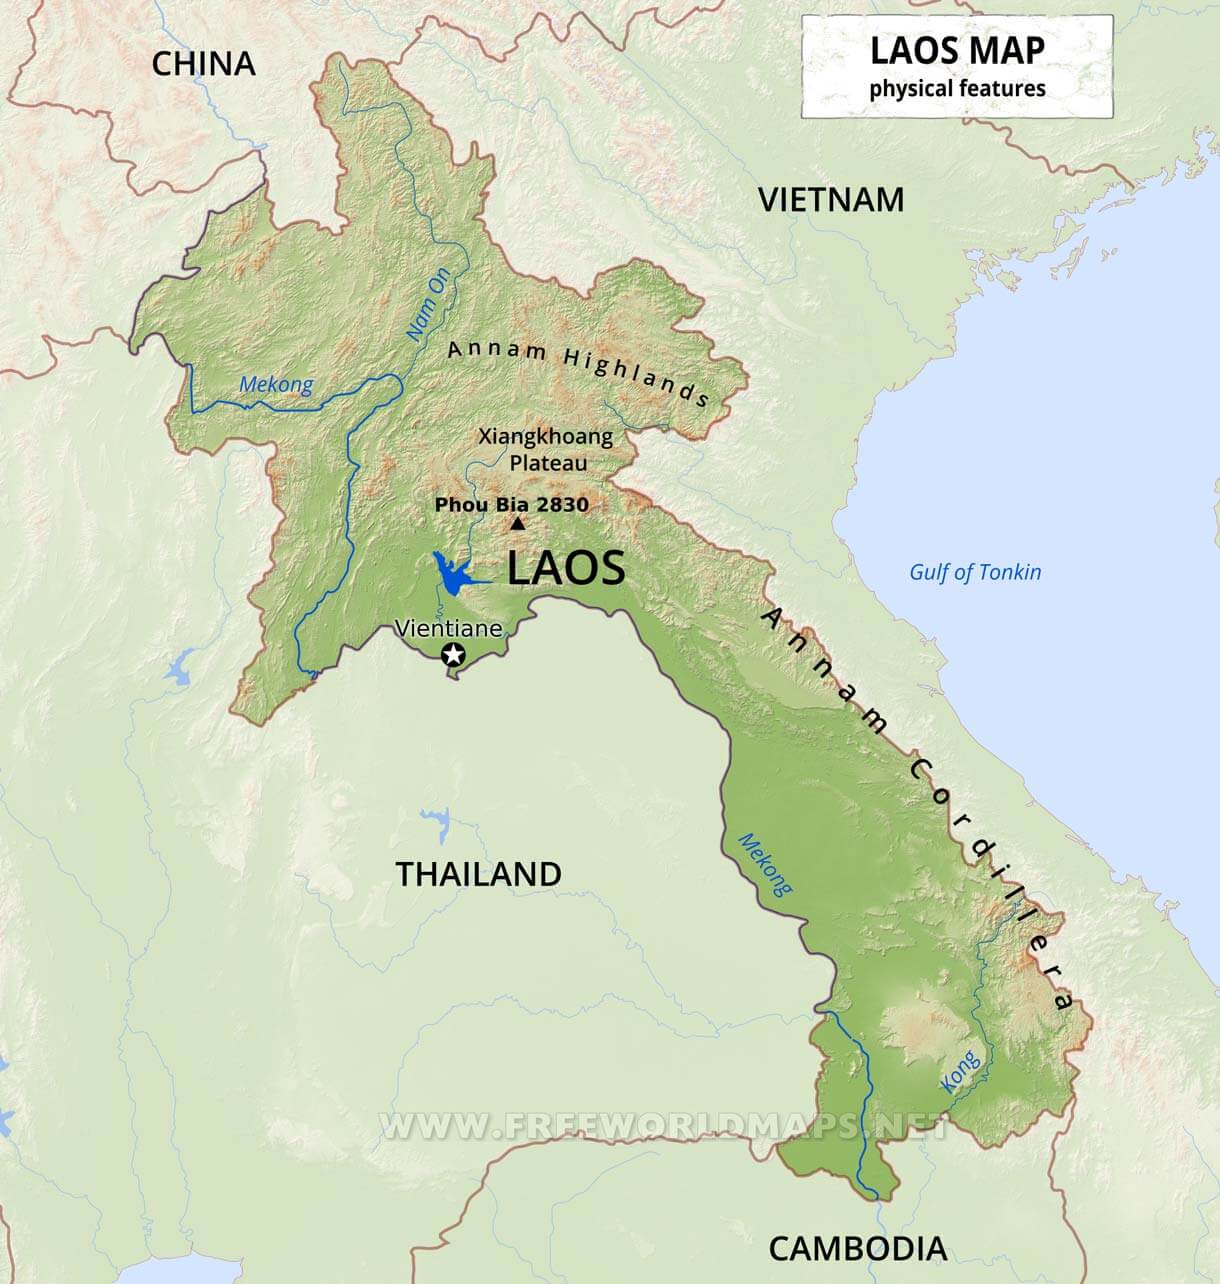 LAOS MAP
physical features
CHINA
VIETNAM
Nam On
Annam Highlands
Mekong
Xiangkhoang
Plateau
Phou Bia 2830
LAOS
Gulf of Tonkin
Vientiane
Annam Cordillera
Mekong
THAILAND
Kong
WWW.FREEWORLDMAPS.NET
CAMBODIA